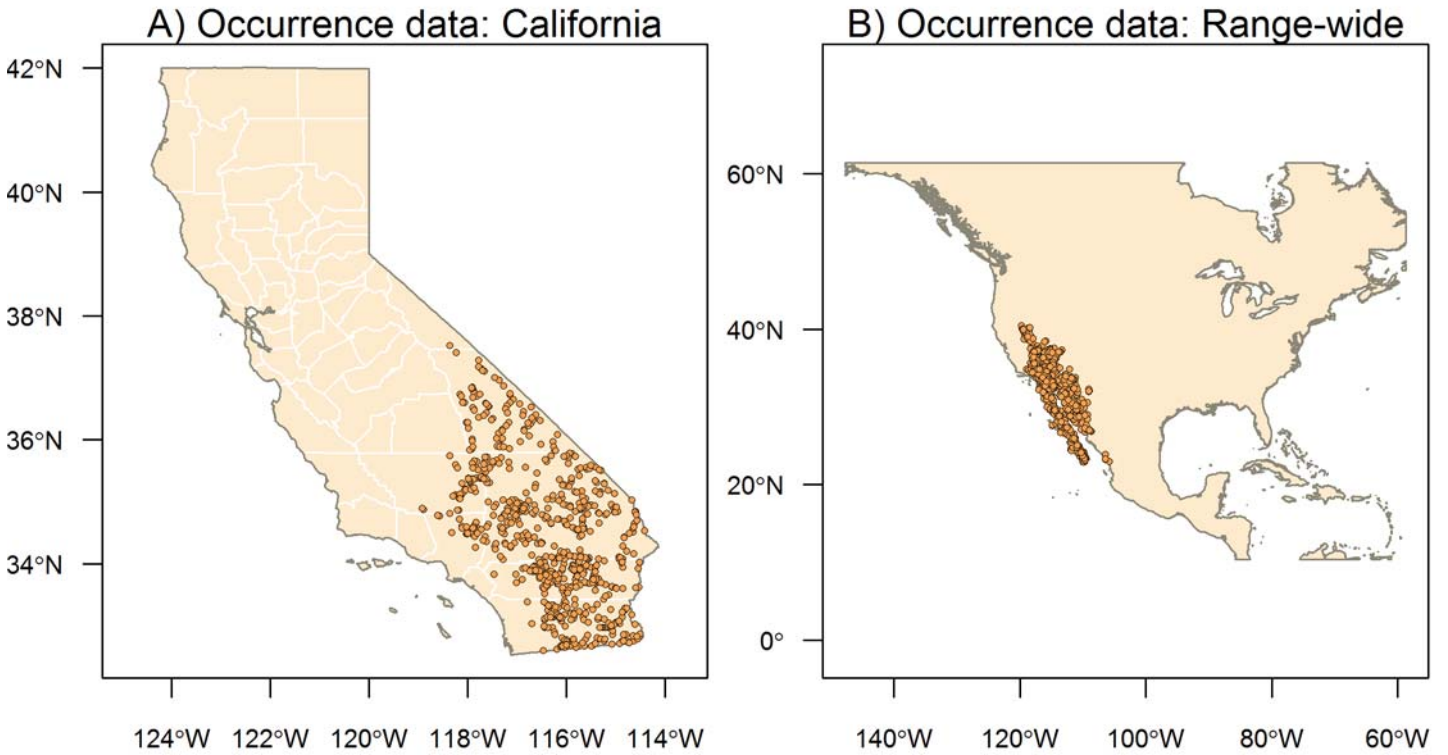 A) Occurrence data: California
42°N
40°N
38°N
36°N
34°N
124°W 122°W 120°W 118°W 116°W 114°W
B) Occurrence data: Range-wide
60°N
40°N
20°N
0°
140°W 120°W 100°W 80°W 60°W